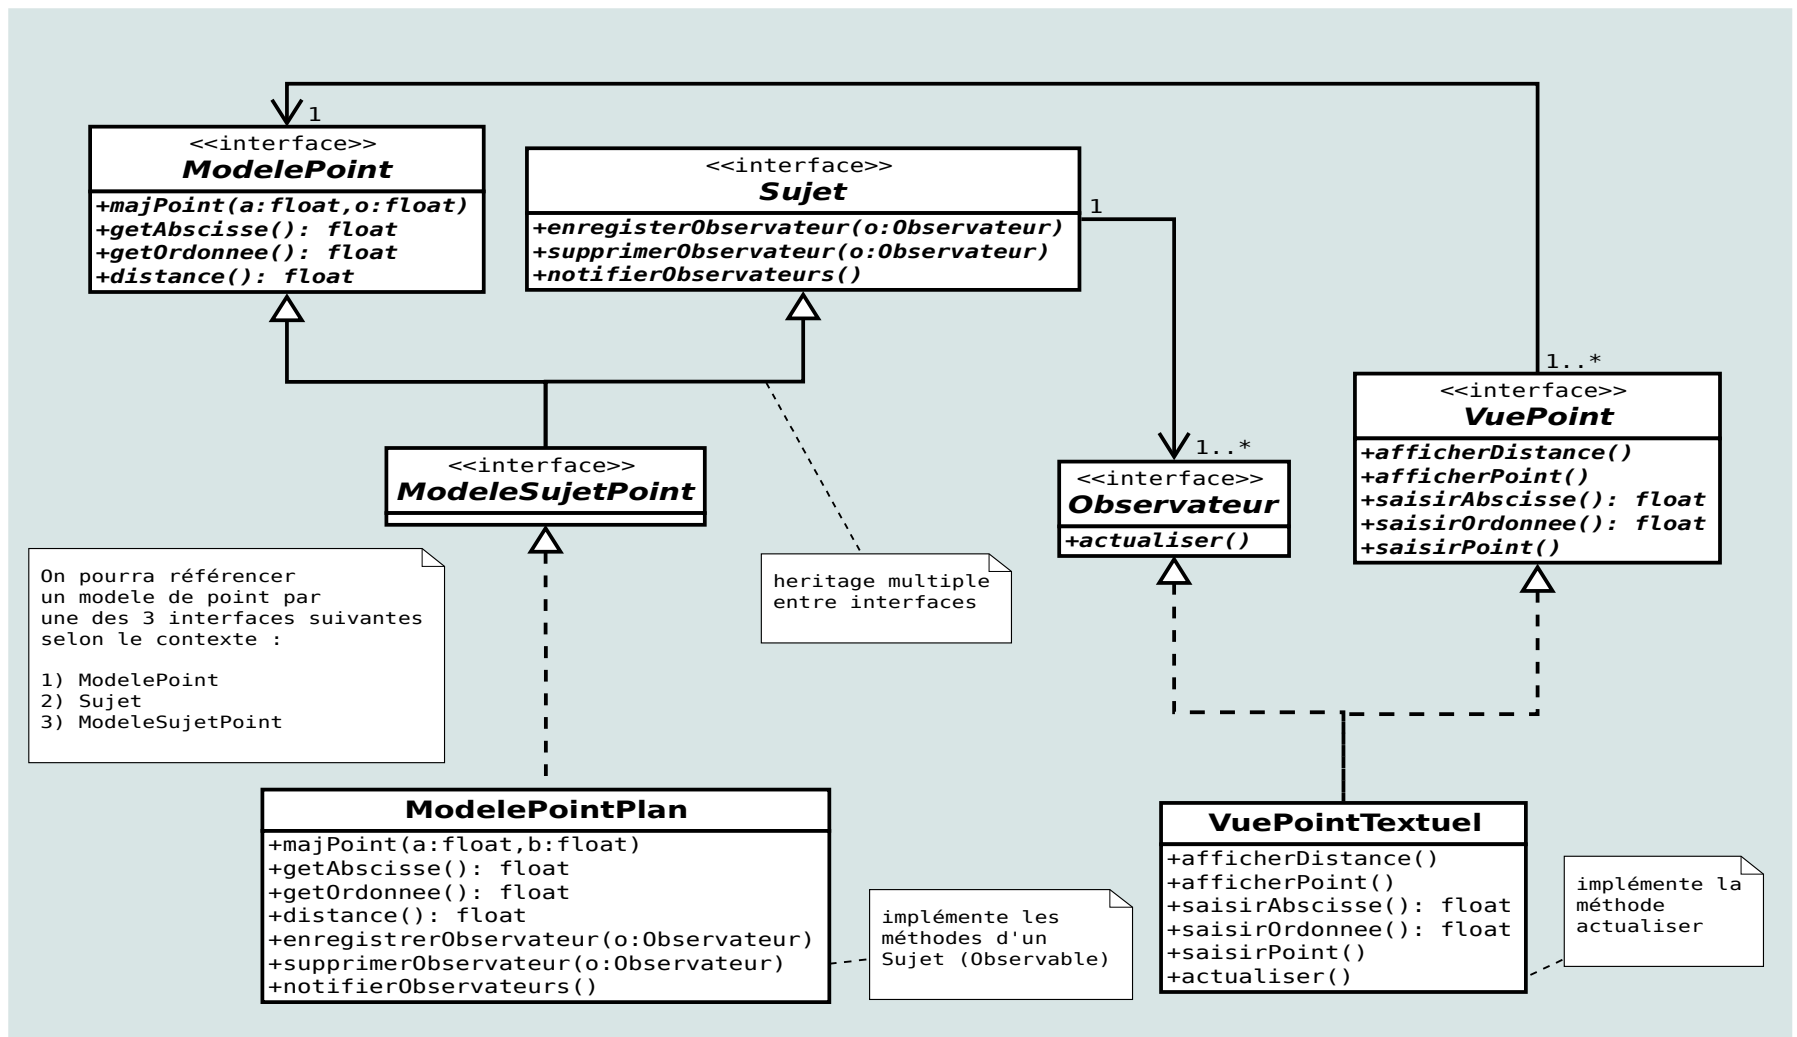 1
<<interface>>
ModelePoint
+majPoint(a:float,o:float)
+getAbscisse(): float
+getOrdonnee(): float
+distance(): float
<<interface>>
Sujet
+enregisterObservateur(o:Observateur)
+supprimerObservateur(o:Observateur)
+notifierObservateurs()
1
1..*
<<interface>>
VuePoint
+afficherDistance()
+afficherPoint()
+saisirAbscisse(): float
+saisirOrdonnee(): float
+saisirPoint()
<<interface>>
ModeleSujetPoint
1..*
<<interface>>
Observateur
+actualiser()
On pourra référencer
un modele de point par
une des 3 interfaces suivantes
selon le contexte :
1) ModelePoint
2) Sujet
3) ModeleSujetPoint
heritage multiple
entre interfaces
ModelePointPlan
+majPoint(a:float,b:float)
+getAbscisse(): float
+getOrdonnee(): float
+distance(): float
+enregistrerObservateur(o:Observateur)
+supprimerObservateur(o:Observateur)
+notifierObservateurs()
implémente les
méthodes d'un
Sujet (Observable)
VuePointTextuel
+afficherDistance()
+afficherPoint()
+saisirAbscisse(): float
+saisirOrdonnee(): float
+saisirPoint()
+actualiser()
implémente la
méthode
actualiser